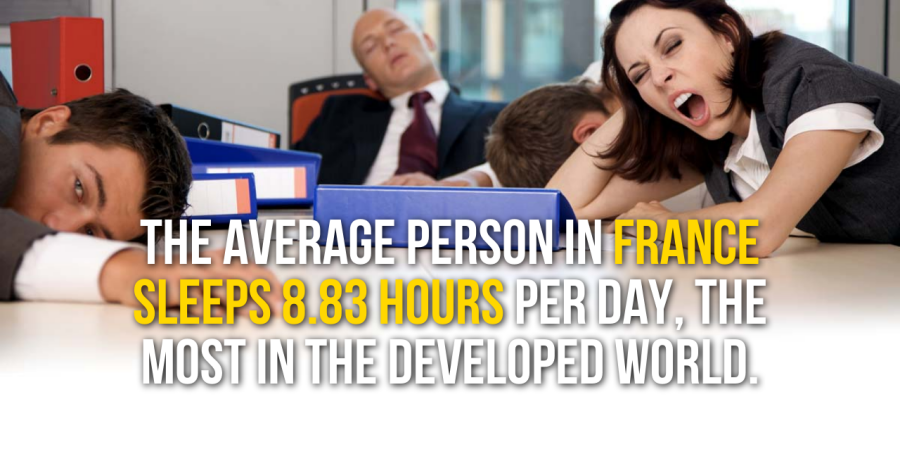 THE AVERAGE PERSON IN FRANCE
SLEEPS 8.83 HOURS PER DAY, THE
MOST IN THE DEVELOPED WORLD.